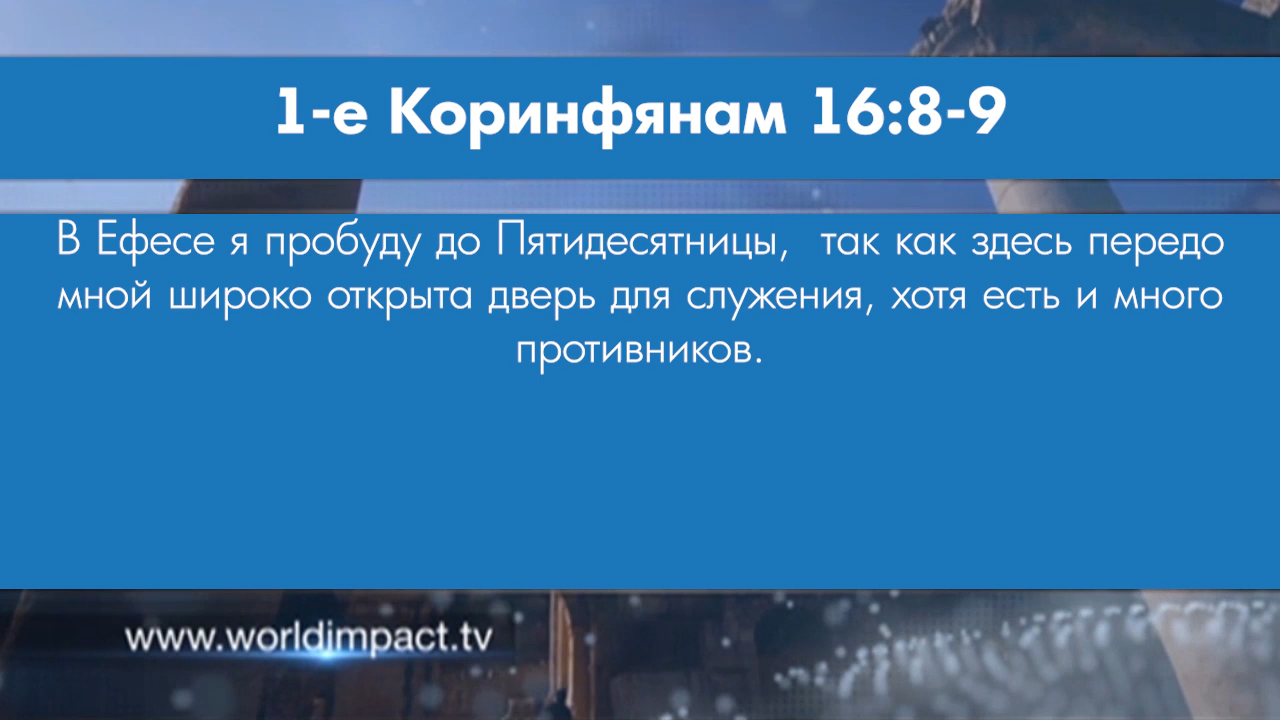 1-е Коринфянам 16:8-9
В Ефесе я пробуду до Пятидесятницы,  так как здесь передо
мной широко открыта дверь для служения, хотя есть и много
противников.
www.worldimpact.tv